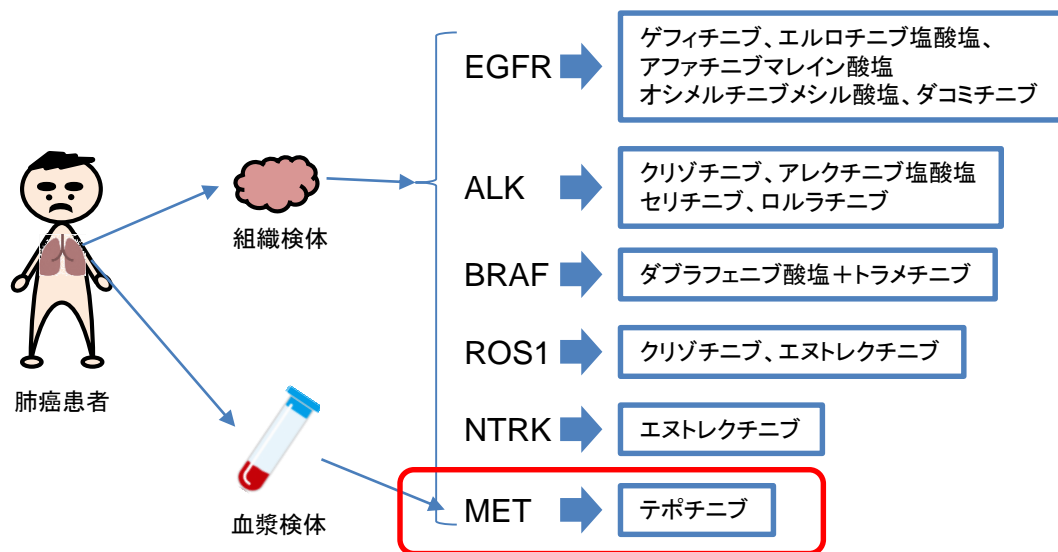 EGFR
ゲフィチニブ、エルロチニブ塩酸塩、
アファチニブマレイン酸塩
オシメルチニブメシル酸塩、ダコミチニブ
ALK
クリゾチニブ、アレクチニブ塩酸塩
セリチニブ、ロルラチニブ
組織検体
BRAF
ダブラフェニブ酸塩＋トラメチニブ
ROS1
クリゾチニブ、エヌトレクチニブ
肺癌患者
NTRK
エヌトレクチニブ
MET
テポチニブ
血漿検体